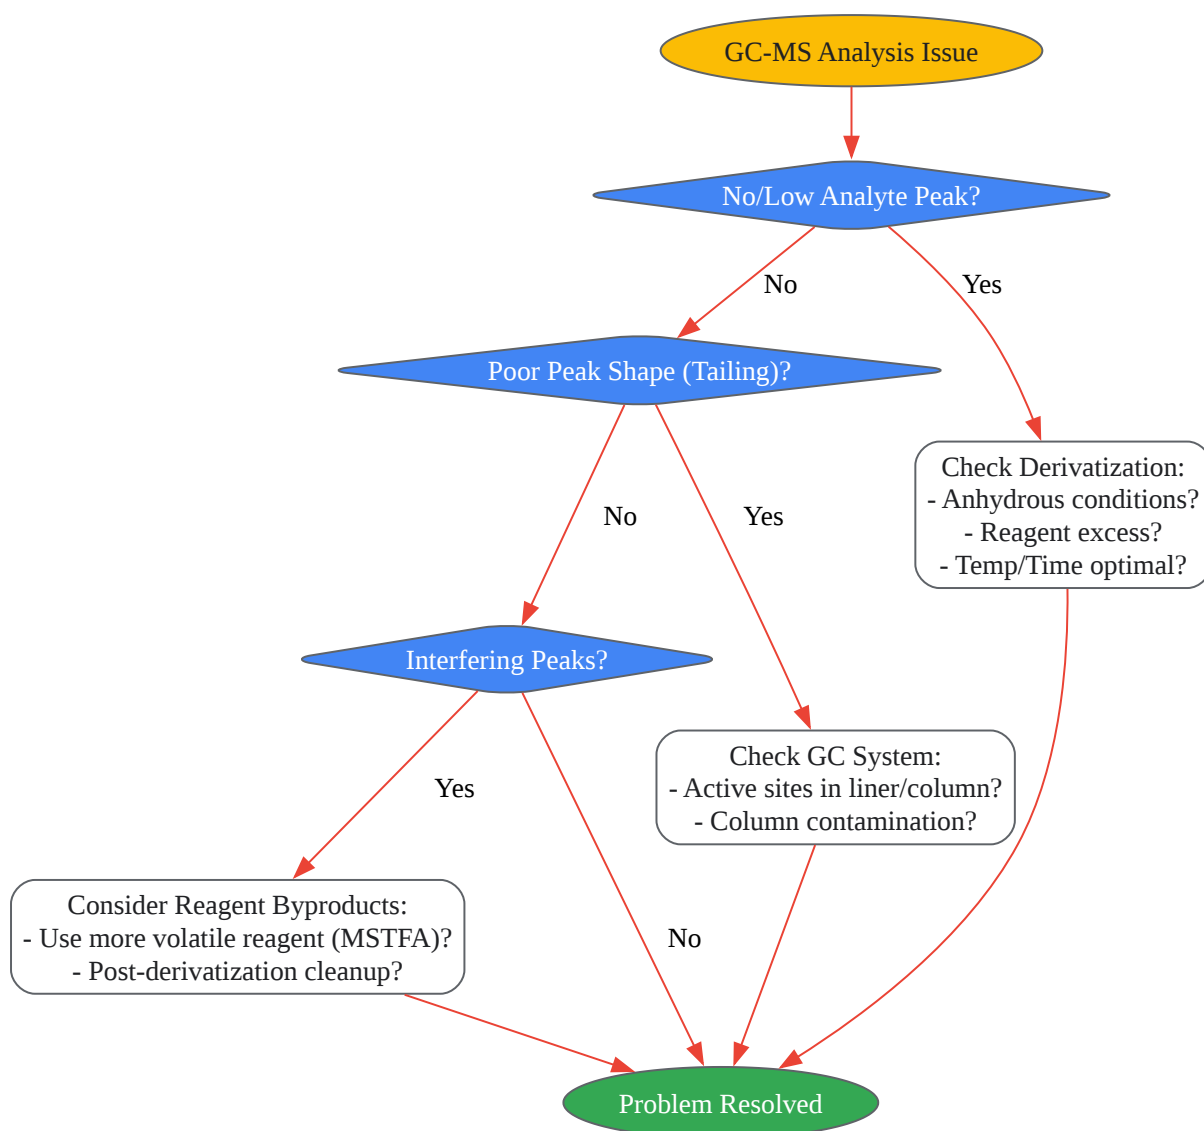 GC-MS Analysis Issue
No/Low Analyte Peak?
No
Yes
Poor Peak Shape (Tailing)?
Check Derivatization:
- Anhydrous conditions?
- Reagent excess?
- Temp/Time optimal?
No
Yes
Interfering Peaks?
Check GC System:
- Active sites in liner/column?
- Column contamination?
Yes
Consider Reagent Byproducts:
- Use more volatile reagent (MSTFA)?
- Post-derivatization cleanup?
No
Problem Resolved